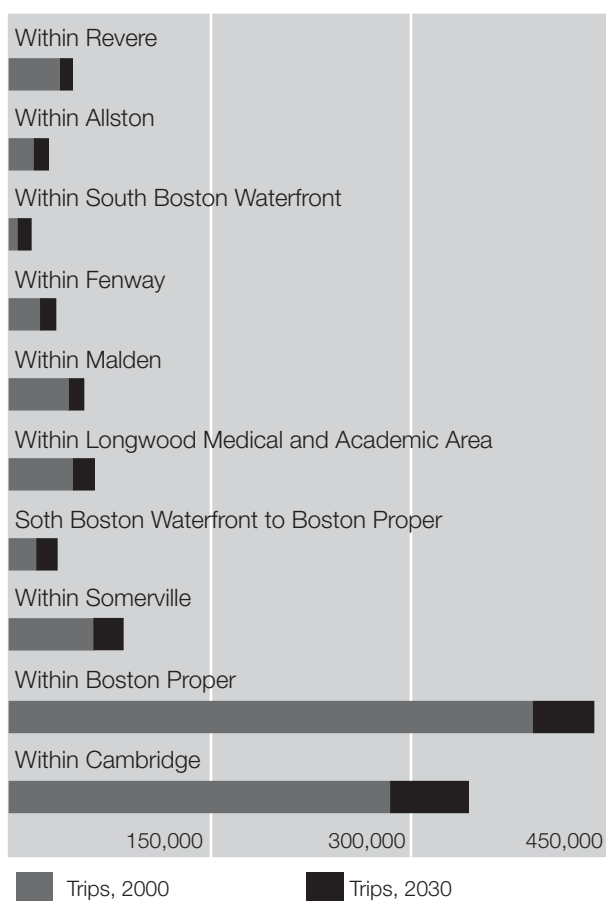 Within Revere
Within Allston
Within South Boston Waterfront
Within Fenway
Within Malden
Within Longwood Medical and Academic Area
Soth Boston Waterfront to Boston Proper
Within Somerville
Within Boston Proper
Within Cambridge
150,000 300,000 450,000
Trips, 2000 Trips, 2030